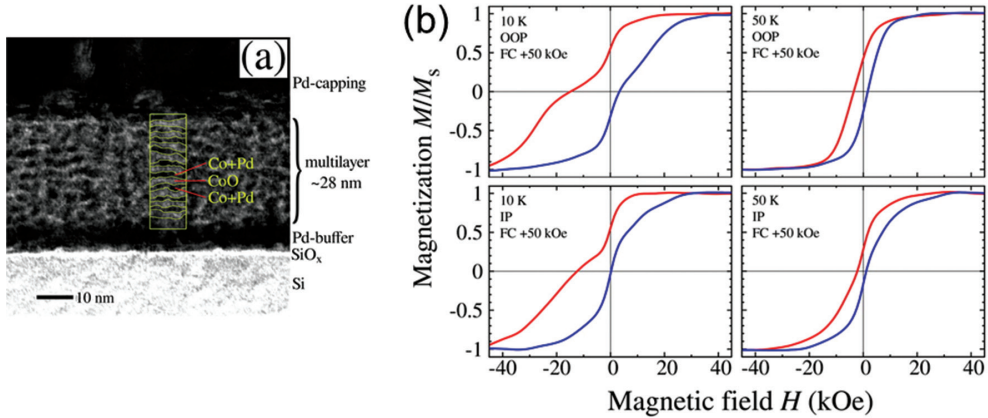 (a)
Pd-capping
Co+Pd
CoO
Co+Pd
multilayer
~28 nm
Pd-buffer
SiOx
Si
10 nm
(b)
Magnetization M/Ms
1
0.5
0
-0.5
-1
10 K
OOP
FC +50 kOe
50 K
OOP
FC +50 kOe
1
0.5
0
-0.5
-1
10 K
IP
FC +50 kOe
50 K
IP
FC +50 kOe
-40 -20 0 20 40
-40 -20 0 20 40
Magnetic field H (kOe)